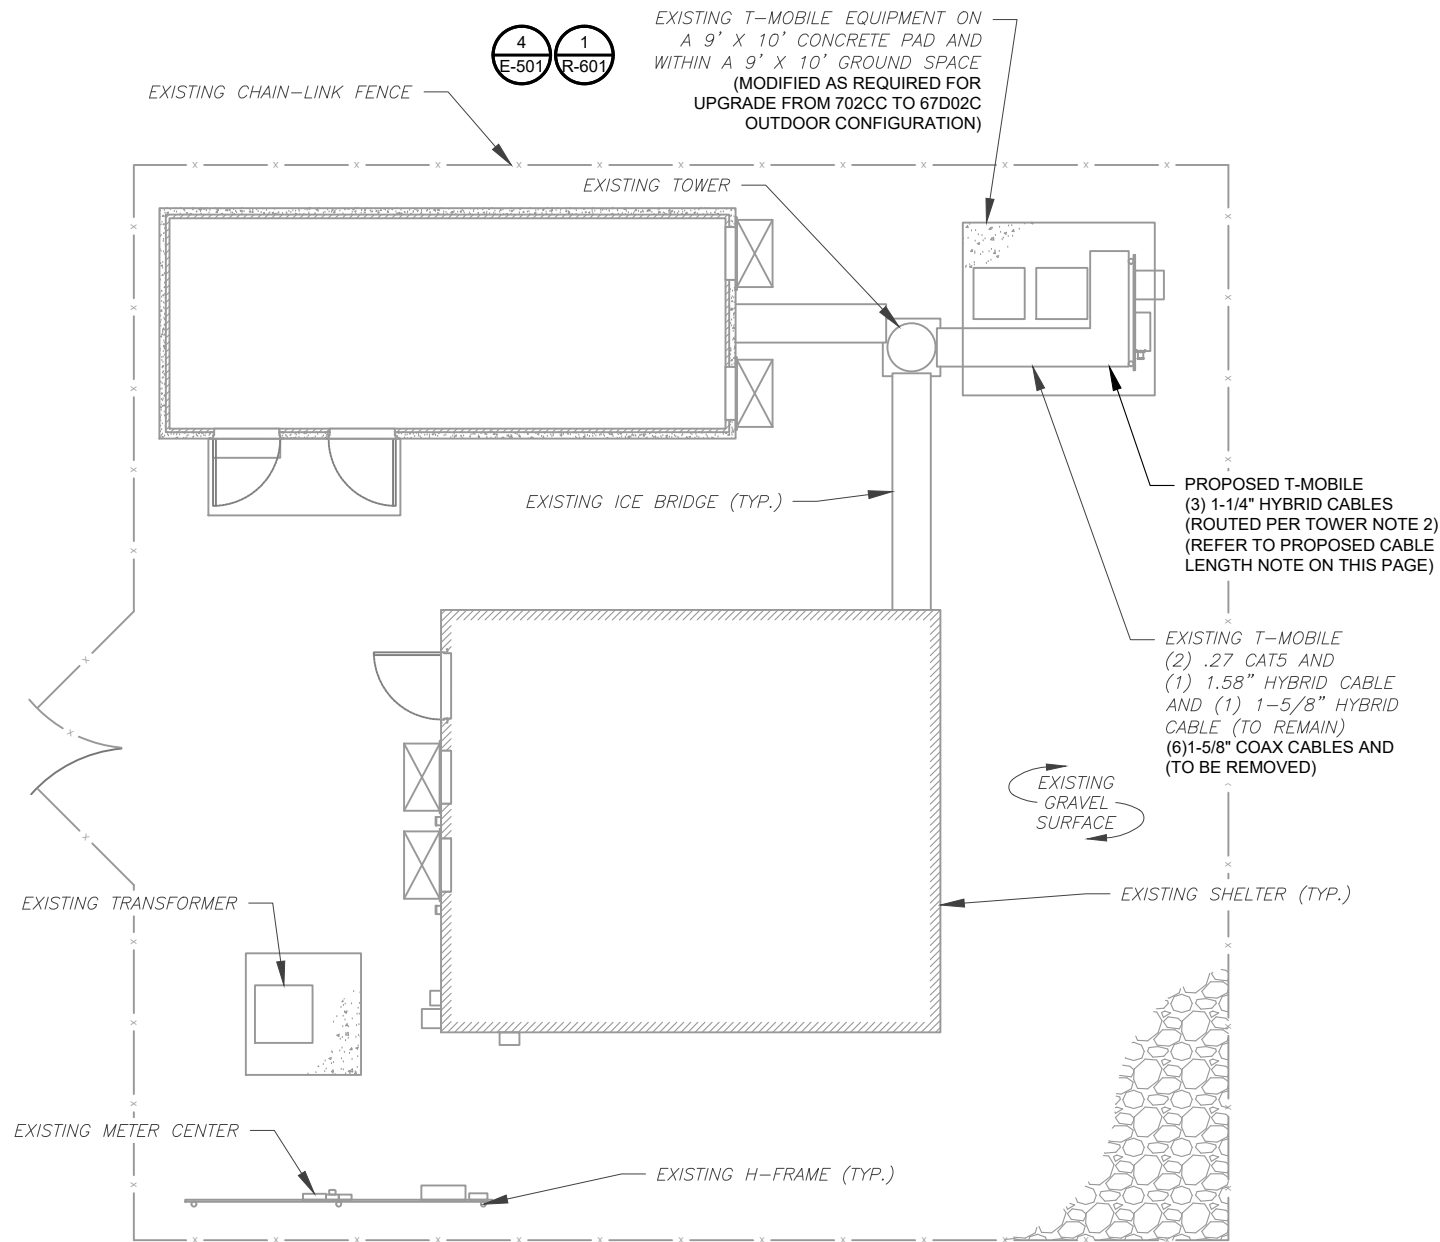 4
E-501
1
R-601
EXISTING T-MOBILE EQUIPMENT ON
A 9' X 10' CONCRETE PAD AND
WITHIN A 9' X 10' GROUND SPACE
(MODIFIED AS REQUIRED FOR
UPGRADE FROM 702CC TO 67D02C
OUTDOOR CONFIGURATION)
EXISTING CHAIN-LINK FENCE
EXISTING TOWER
EXISTING ICE BRIDGE (TYP.)
PROPOSED T-MOBILE
(3) 1-1/4" HYBRID CABLES
(ROUTED PER TOWER NOTE 2)
(REFER TO PROPOSED CABLE
LENGTH NOTE ON THIS PAGE)
EXISTING T-MOBILE
(2) .27 CAT5 AND
(1) 1.58" HYBRID CABLE
AND (1) 1-5/8" HYBRID
CABLE (TO REMAIN)
(6)1-5/8" COAX CABLES AND
(TO BE REMOVED)
EXISTING
GRAVEL
SURFACE
EXISTING SHELTER (TYP.)
EXISTING TRANSFORMER
EXISTING METER CENTER
EXISTING H-FRAME (TYP.)